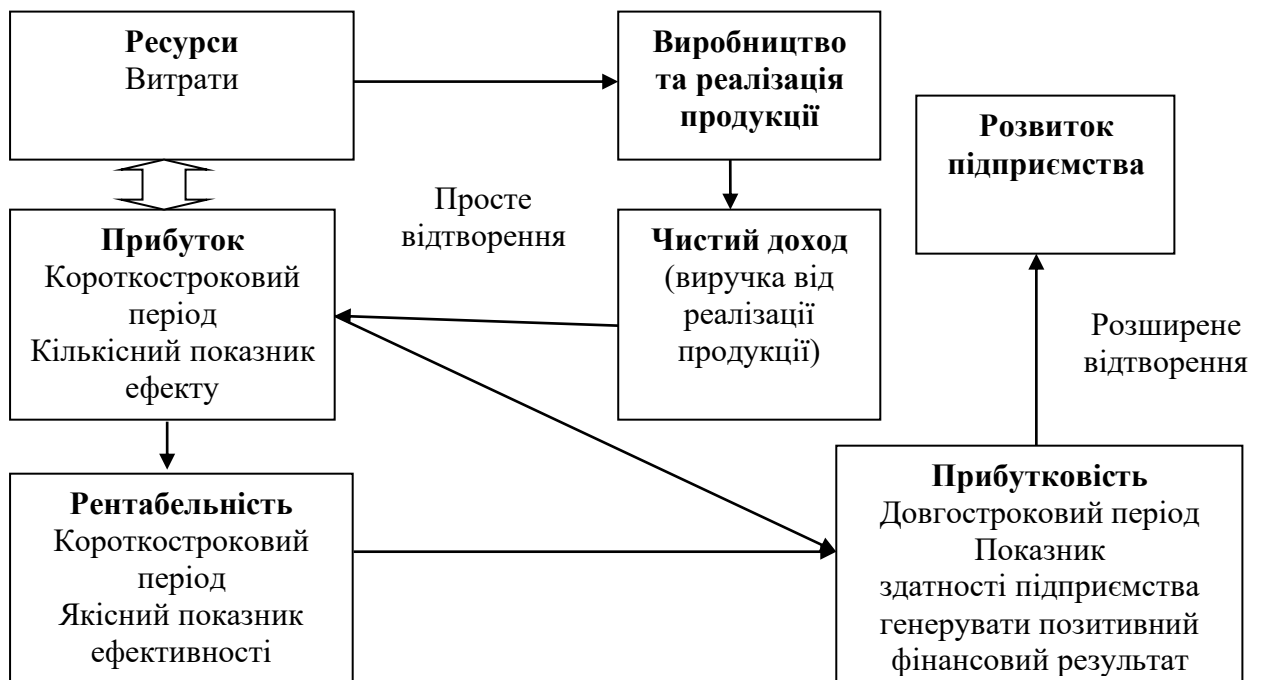 Ресурси
Витрати
Виробництво
та реалізація
продукції
Розвиток
підприємства
Прибуток
Короткостроковий
період
Кількісний показник
ефекту
Просте
відтворення
Чистий доход
(виручка від
реалізації
продукції)
Розширене
відтворення
Рентабельність
Короткостроковий
період
Якісний показник
ефективності
Прибутковість
Довгостроковий період
Показник
здатності підприємства
генерувати позитивний
фінансовий результат